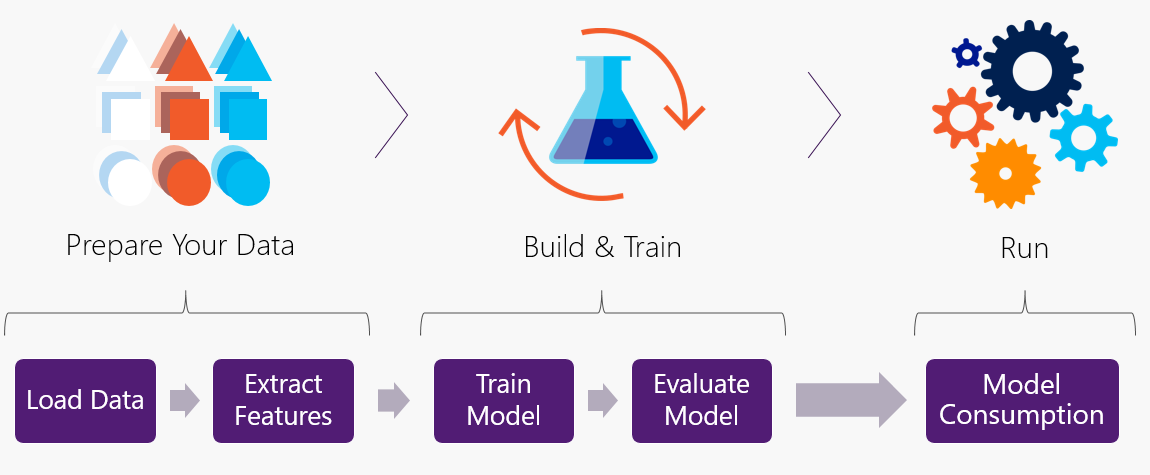 Prepare Your Data
Build & Train
Run
Load Data
Extract
Features
Train
Model
Evaluate
Model
Model
Consumption